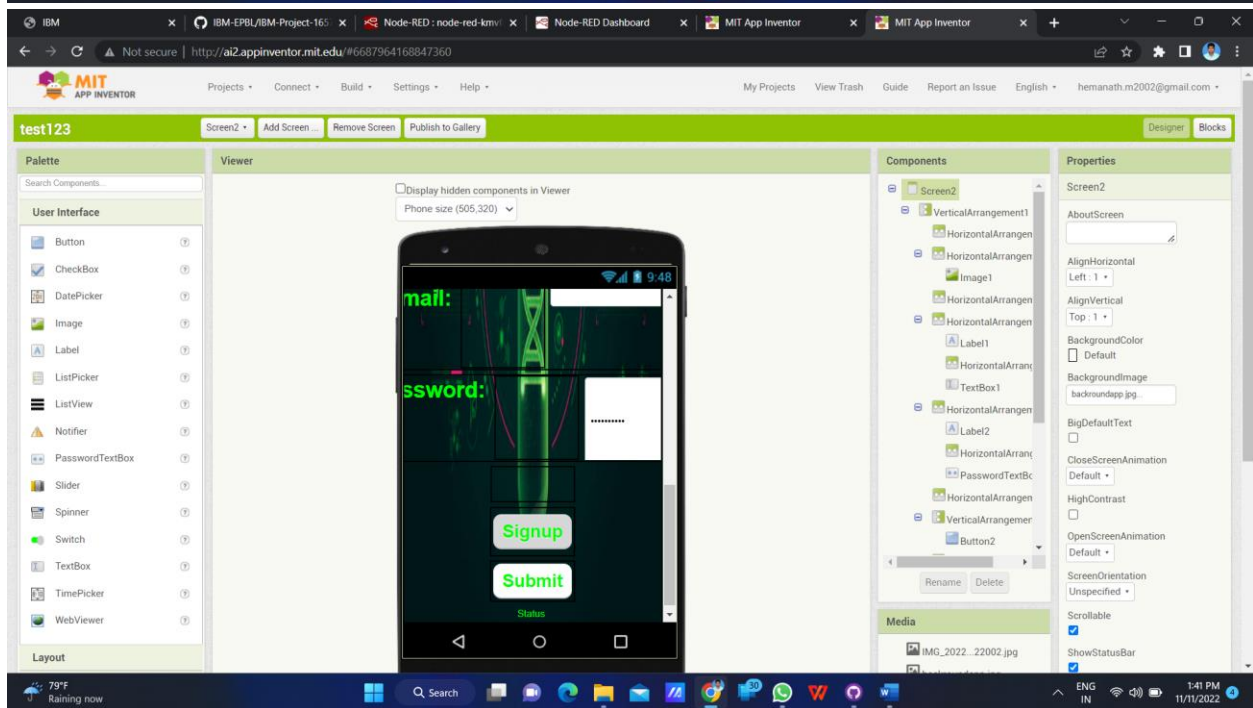 IBM
IBM-EPBL/IBM-Project-165
Node-RED : node-red-kmv
Node-RED Dashboard
MIT App Inventor
MIT App Inventor
Not secure | http://ai2.appinventor.mit.edu/#6687964168847360
MIT
APP INVENTOR
Projects Connect Build Settings Help My Projects View Trash Guide Report an Issue English hemanath.m2002@gmail.com
test123 Screen2 Add Screen ... Remove Screen Publish to Gallery Designer Blocks
Palette
Search Components...
User Interface
Button
CheckBox
DatePicker
Image
Label
ListPicker
ListView
Notifier
PasswordTextBox
Slider
Spinner
Switch
TextBox
TimePicker
WebViewer
Layout
Viewer
Display hidden components in Viewer
Phone size (505,320)
9:48
mail:
ssword:
Signup
Submit
Status
Components
Screen2
VerticalArrangement1
HorizontalArrangen
HorizontalArrangen
Image1
HorizontalArrangen
HorizontalArrangen
Label1
HorizontalArrang
TextBox1
HorizontalArrangen
Label2
HorizontalArrang
PasswordTextBo
HorizontalArrangen
VerticalArrangemer
Button2
Rename Delete
Media
IMG_2022...22002.jpg
Properties
Screen2
AboutScreen
AlignHorizontal
Left : 1
AlignVertical
Top : 1
BackgroundColor
Default
BackgroundImage
backroundapp.jpg...
BigDefaultText
CloseScreenAnimation
Default
HighContrast
OpenScreenAnimation
Default
ScreenOrientation
Unspecified
Scrollable
ShowStatusBar
79°F
Raining now
Search
30
ENG
IN
1:41 PM
11/11/2022
4